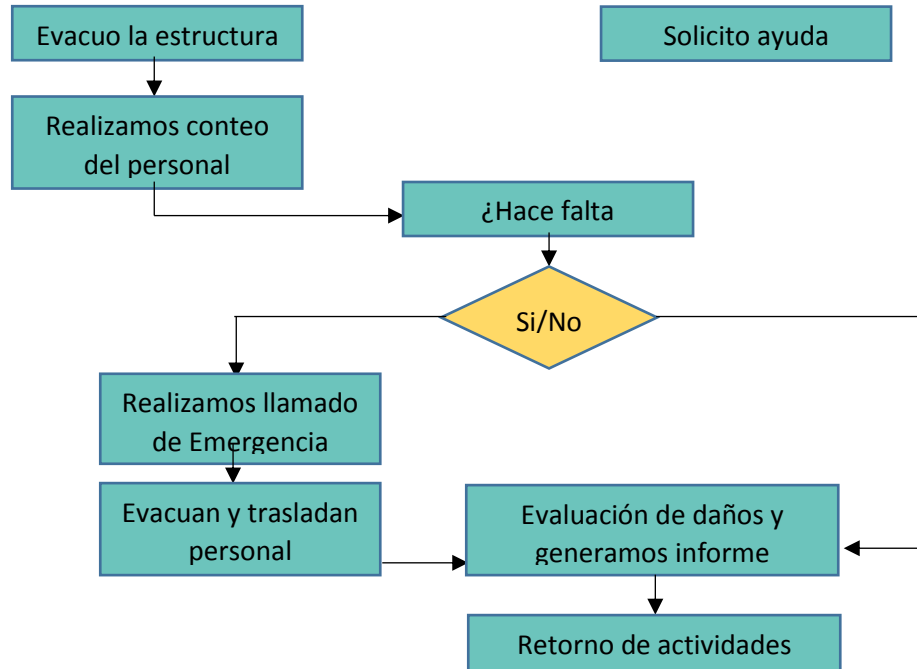 Evacuo la estructura
Solicito ayuda
Realizamos conteo
del personal
¿Hace falta
Si/No
Realizamos llamado
de Emergencia
Evacuan y trasladan
personal
Evaluación de daños y
generamos informe
Retorno de actividades